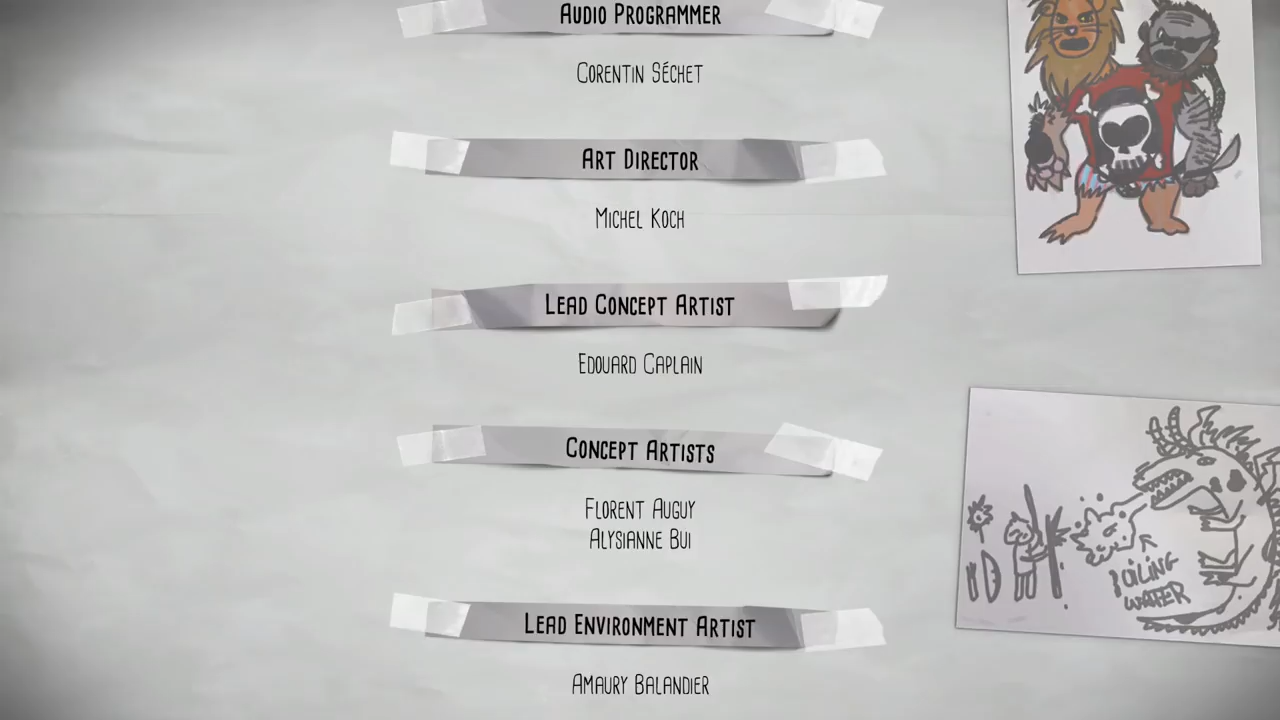 AUDIO PROGRAMMER
CORENTIN SÉCHET
ART DIRECTOR
MICHEL KOCH
LEAD CONCEPT ARTIST
EDOUARD CAPLAIN
CONCEPT ARTISTS
FLORENT AUGUY
ALYSIANNE BUI
LEAD ENVIRONMENT ARTIST
AMAURY BALANDIER
BOILING
WATER